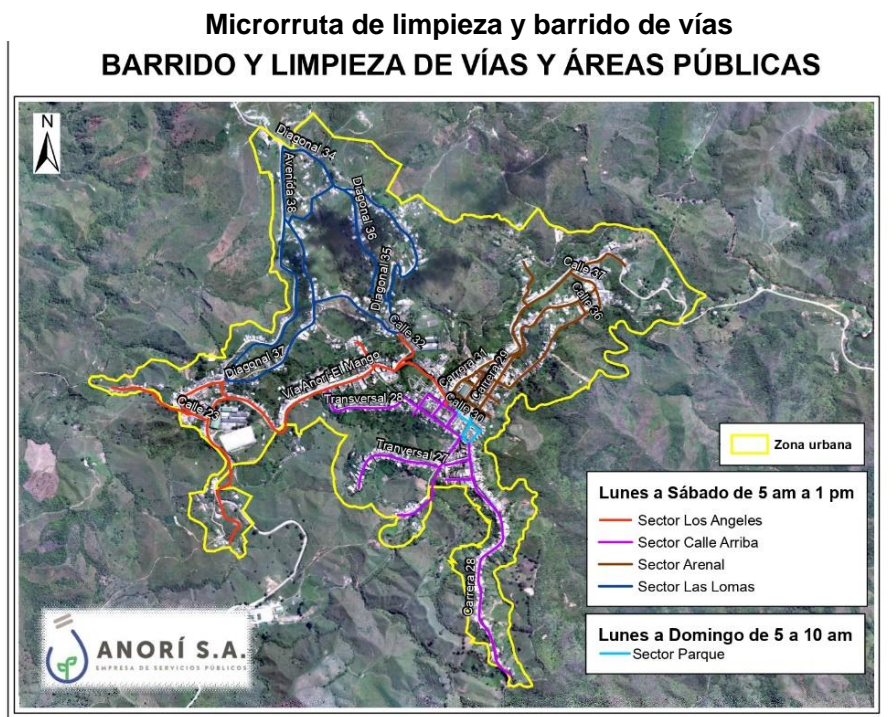 Microrruta de limpieza y barrido de vías
BARRIDO Y LIMPIEZA DE VÍAS Y ÁREAS PÚBLICAS
N
Diagonal 34
Avenida 38
Diagonal 36
Diagonal 35
Calle 37
Calle 36
Calle 32
Carrera 31
Carrera 29
Diagonal 37
Vía Anorí-El Mango
Calle 23
Transversal 28
Calle 30
Tranversal 27
Carrera 28
Zona urbana
Lunes a Sábado de 5 am a 1 pm
Sector Los Angeles
Sector Calle Arriba
Sector Arenal
Sector Las Lomas
Lunes a Domingo de 5 a 10 am
Sector Parque
ANORÍ S.A.
EMPRESA DE SERVICIOS PÚBLICOS